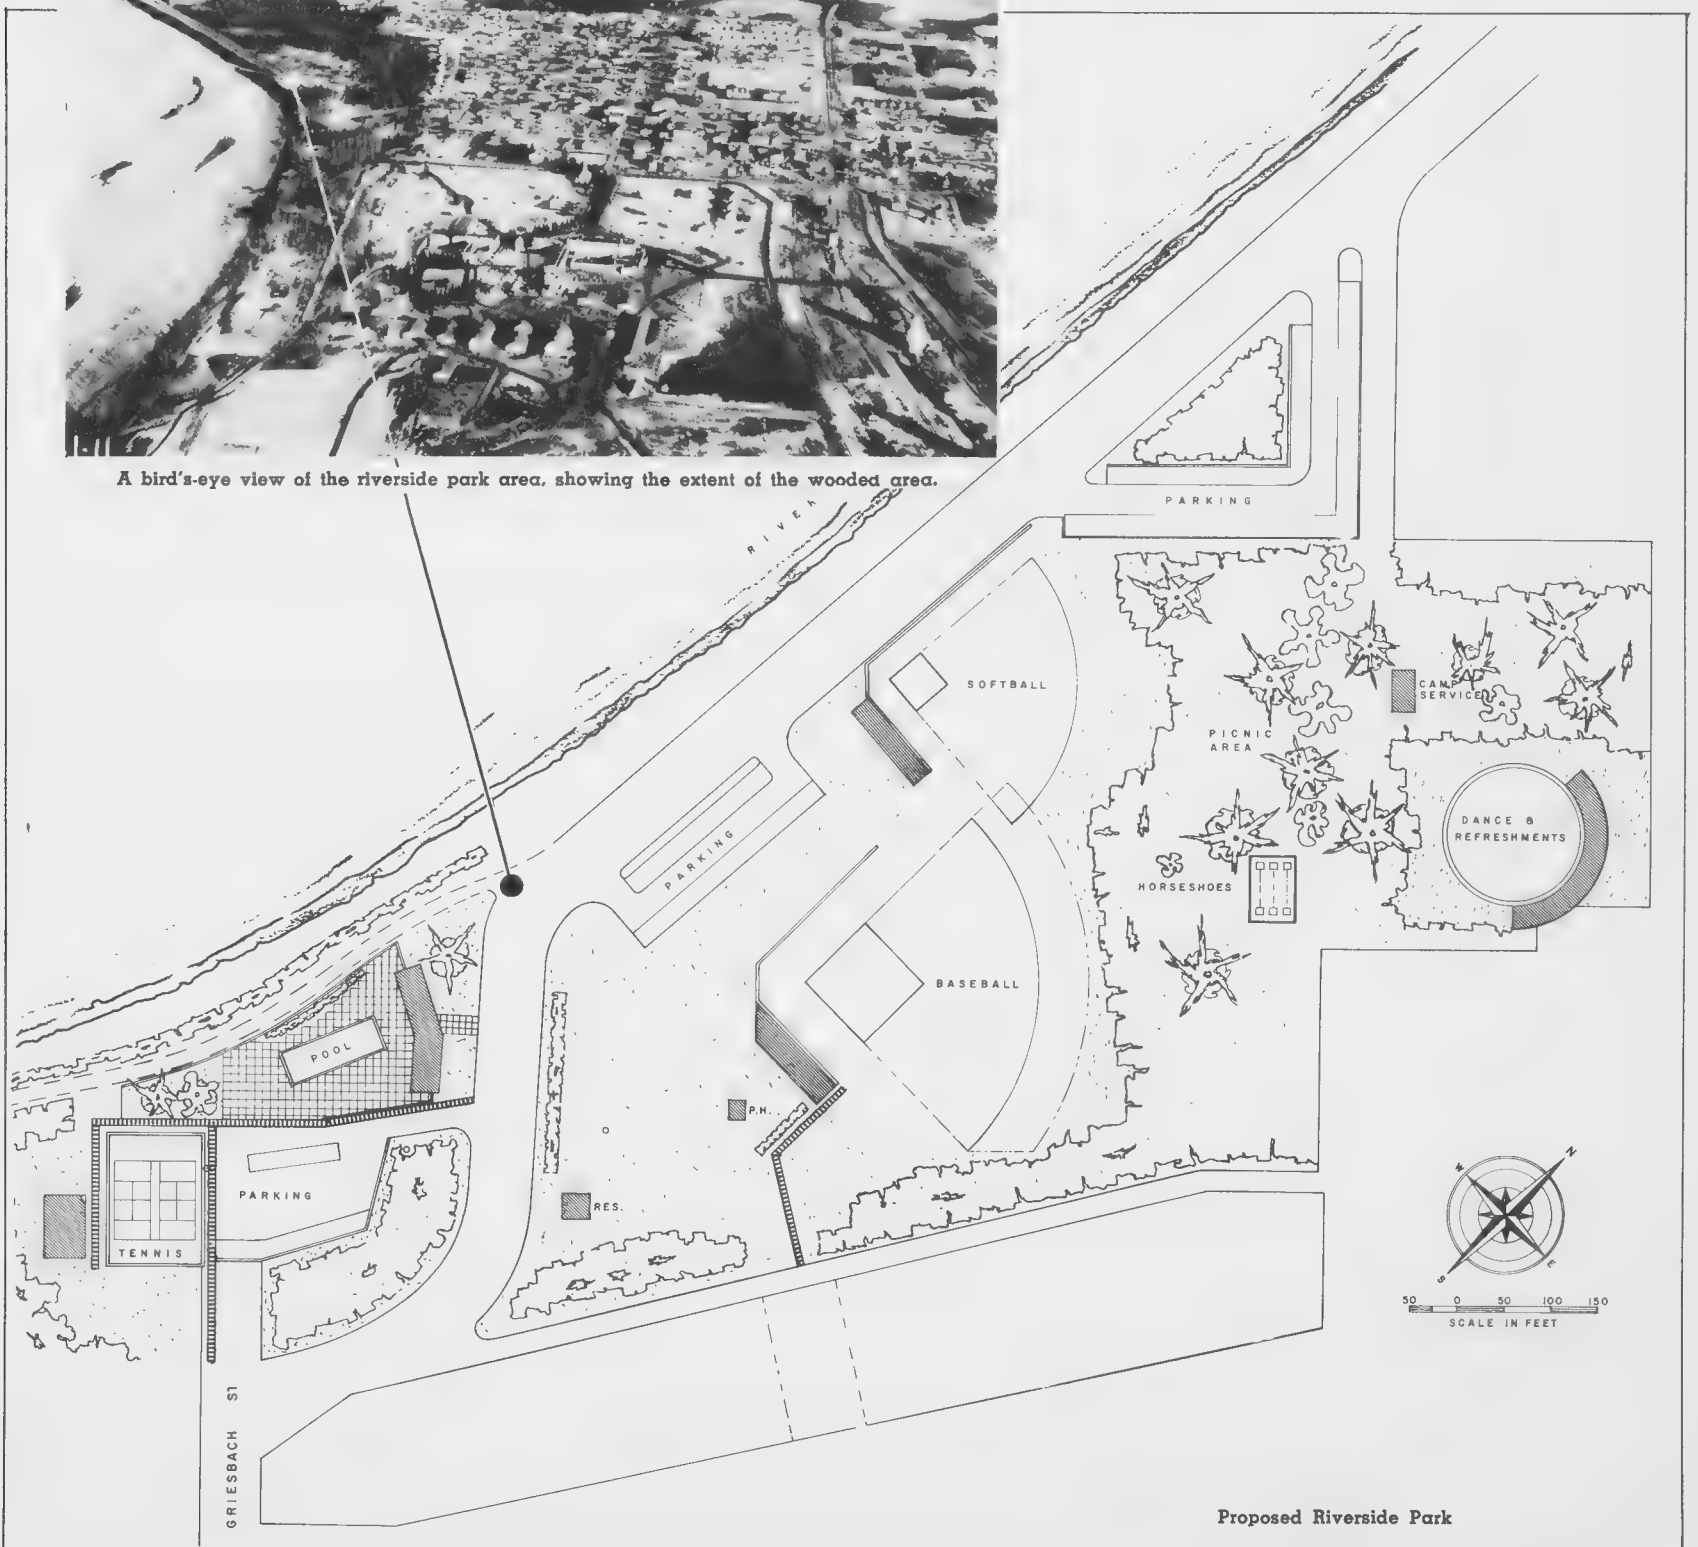 A bird's-eye view of the riverside park area, showing the extent of the wooded area.
RIVER
PARKING
SOFTBALL
CAMP
SERVICE
PICNIC
AREA
DANCE &
REFRESHMENTS
PARKING
HORSESHOES
BASEBALL
POOL
P.H.
PARKING
RES.
TENNIS
N
W
E
S
50 0 50 100 150
SCALE IN FEET
GRIESBACH ST
Proposed Riverside Park